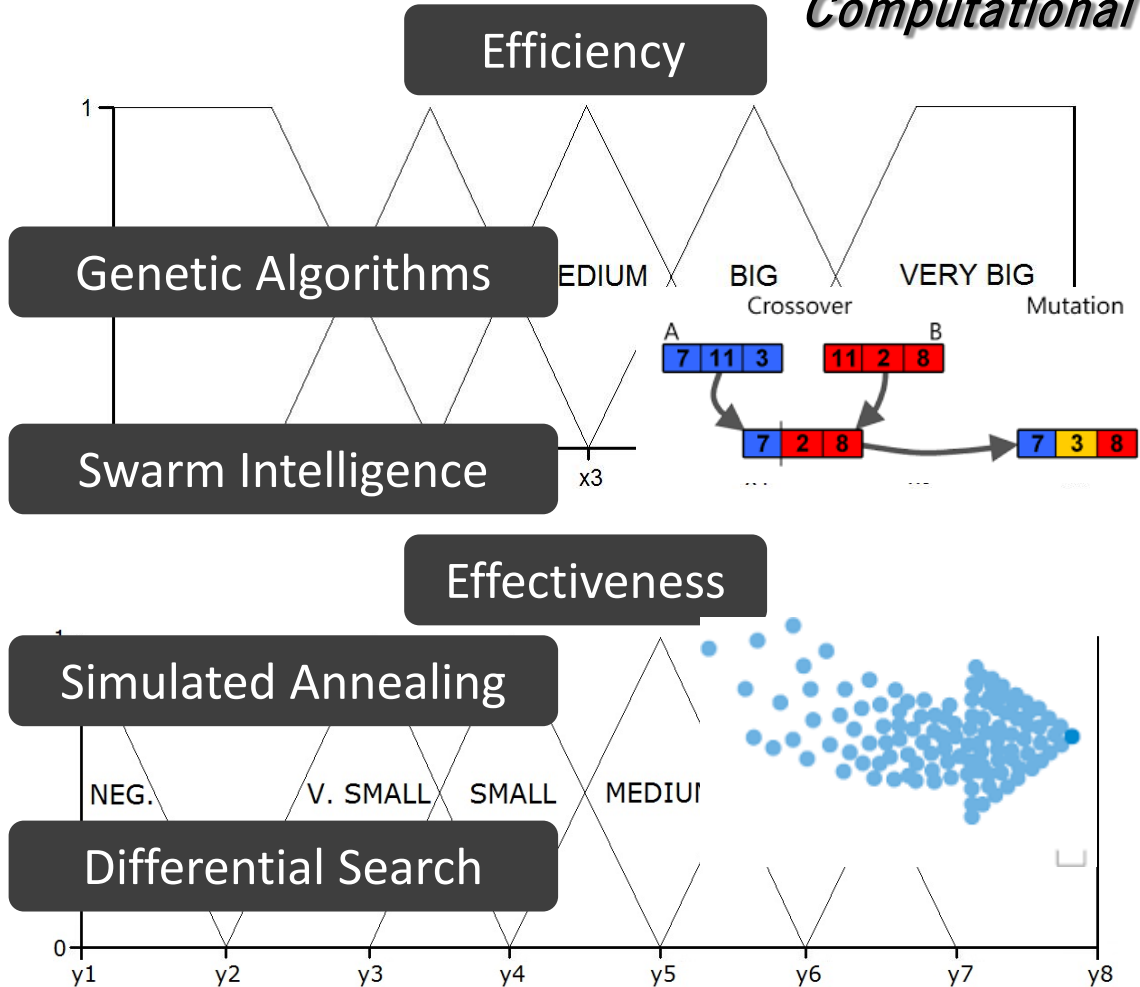 Computational
Efficiency
1
Genetic Algorithms
EDIUM
BIG
VERY BIG
Crossover
Mutation
A
B
7 11 3
11 2 8
7 2 8
7 3 8
Swarm Intelligence
x3
Effectiveness
Simulated Annealing
NEG.
V. SMALL
SMALL
MEDIUM
Differential Search
0
y1 y2 y3 y4 y5 y6 y7 y8